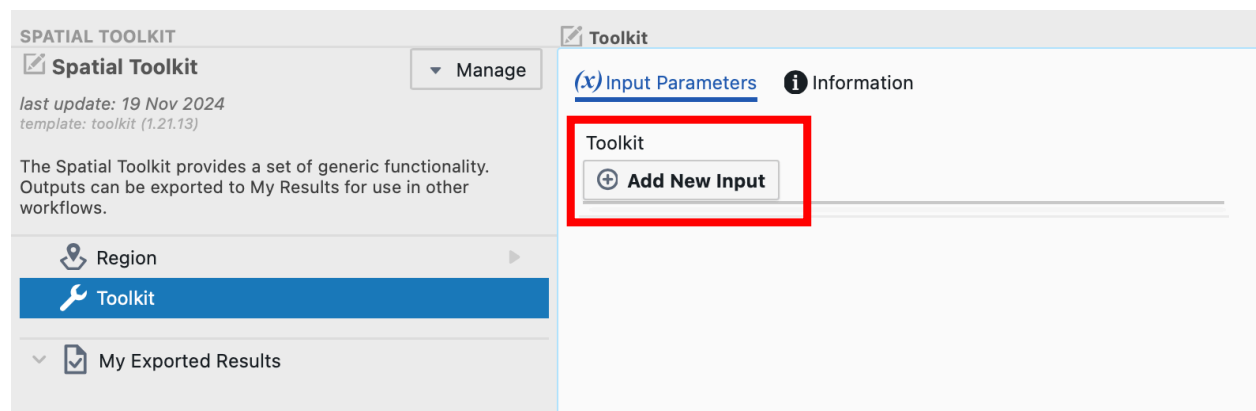 SPATIAL TOOLKIT
Spatial Toolkit
Manage
last update: 19 Nov 2024
template: toolkit (1.21.13)
The Spatial Toolkit provides a set of generic functionality.
Outputs can be exported to My Results for use in other
workflows.
Region
Toolkit
My Exported Results
Toolkit
(x) Input Parameters
Information
Toolkit
Add New Input